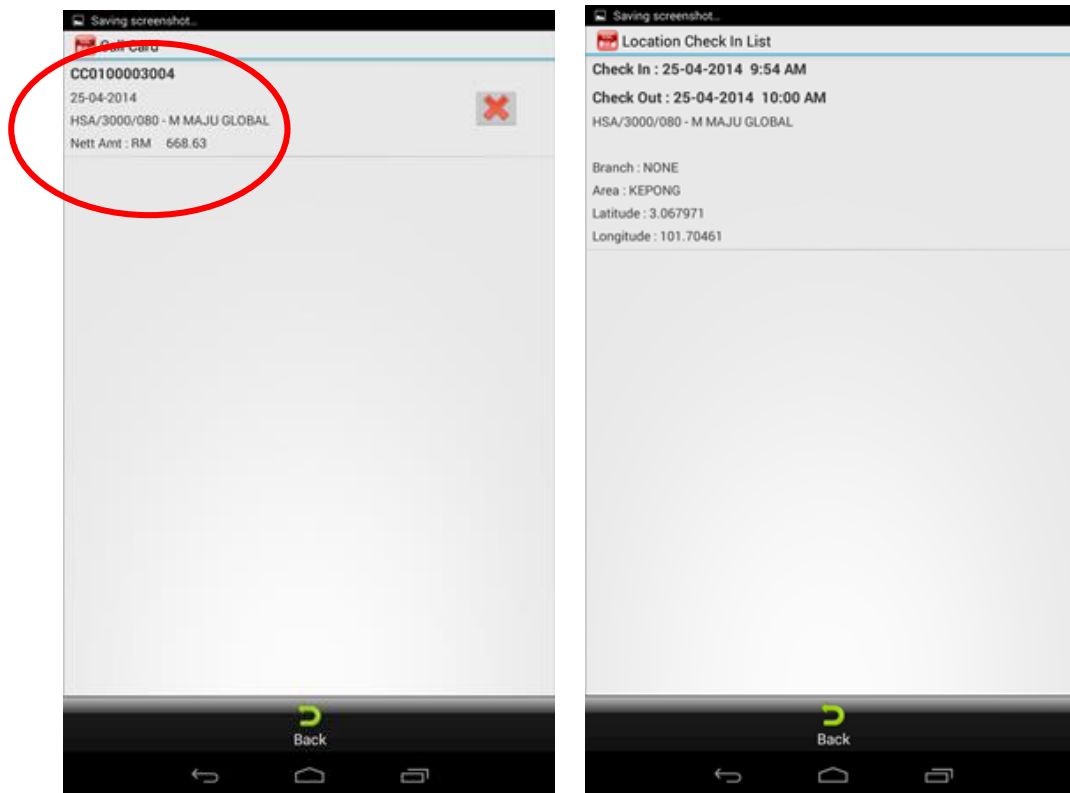 Saving screenshot...
Call Card
CC0100003004
25-04-2014
HSA/3000/080 - M MAJU GLOBAL
Nett Amt : RM 668.63
Back
Saving screenshot...
Location Check In List
Check In : 25-04-2014 9:54 AM
Check Out : 25-04-2014 10:00 AM
HSA/3000/080 - M MAJU GLOBAL
Branch : NONE
Area : KEPONG
Latitude : 3.067971
Longitude : 101.70461
Back